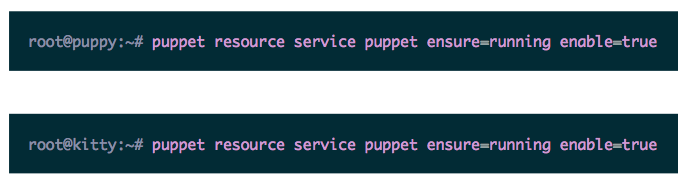 root@puppy:~# puppet resource service puppet ensure=running enable=true
root@kitty:~# puppet resource service puppet ensure=running enable=true